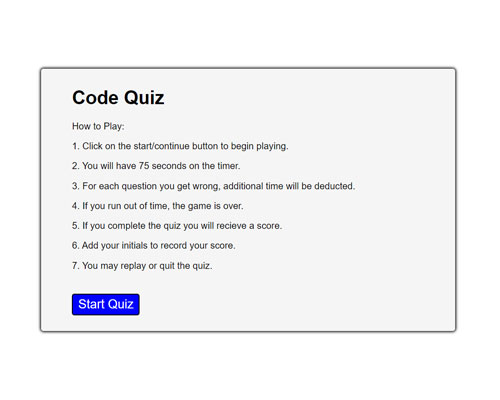 Code Quiz
How to Play:
1. Click on the start/continue button to begin playing.
2. You will have 75 seconds on the timer.
3. For each question you get wrong, additional time will be deducted.
4. If you run out of time, the game is over.
5. If you complete the quiz you will recieve a score.
6. Add your initials to record your score.
7. You may replay or quit the quiz.
Start Quiz